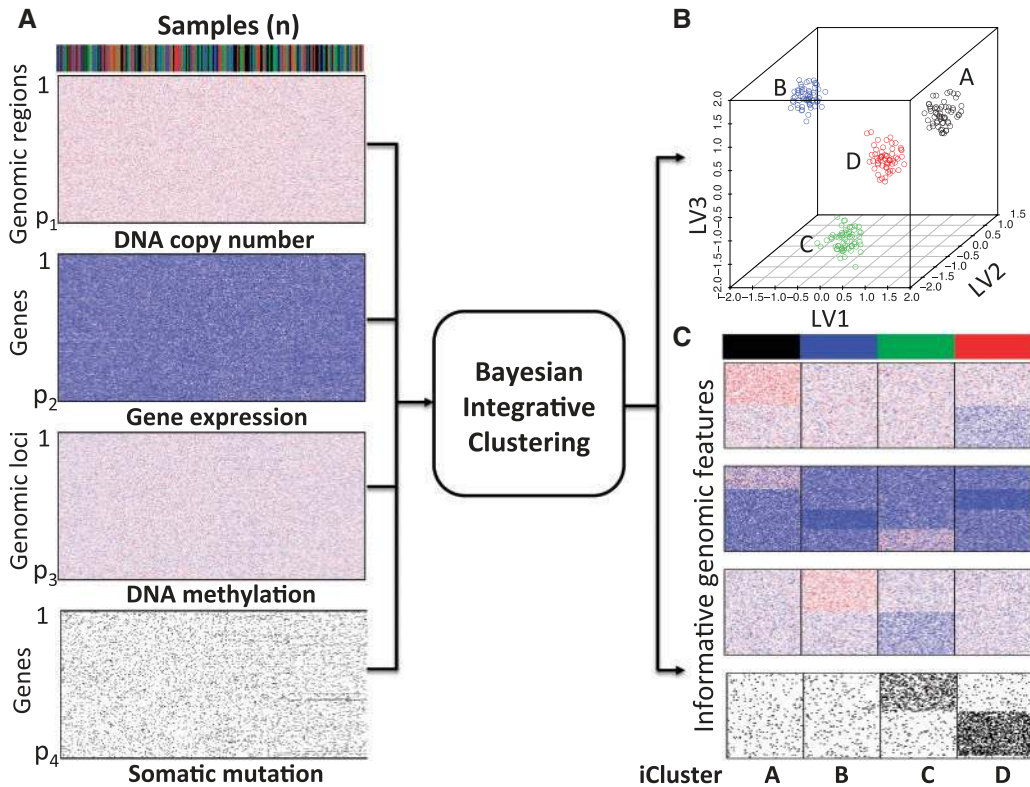 A
Samples (n)
Genomic regions
1
p1
DNA copy number
Genes
1
p2
Gene expression
Genomic loci
1
p3
DNA methylation
Genes
1
p4
Somatic mutation
Bayesian
Integrative
Clustering
B
A
B
D
C
LV3
2.0
1.5
1.0
0.5
0.0
−0.5
−1.0
−1.5
−2.0
−2.0 −1.5 −1.0 −0.5 0.0 0.5 1.0 1.5 2.0
LV1
−2.0
−1.5
−1.0
−0.5
0.0
0.5
1.0
1.5
LV2
C
Informative genomic features
iCluster A B C D